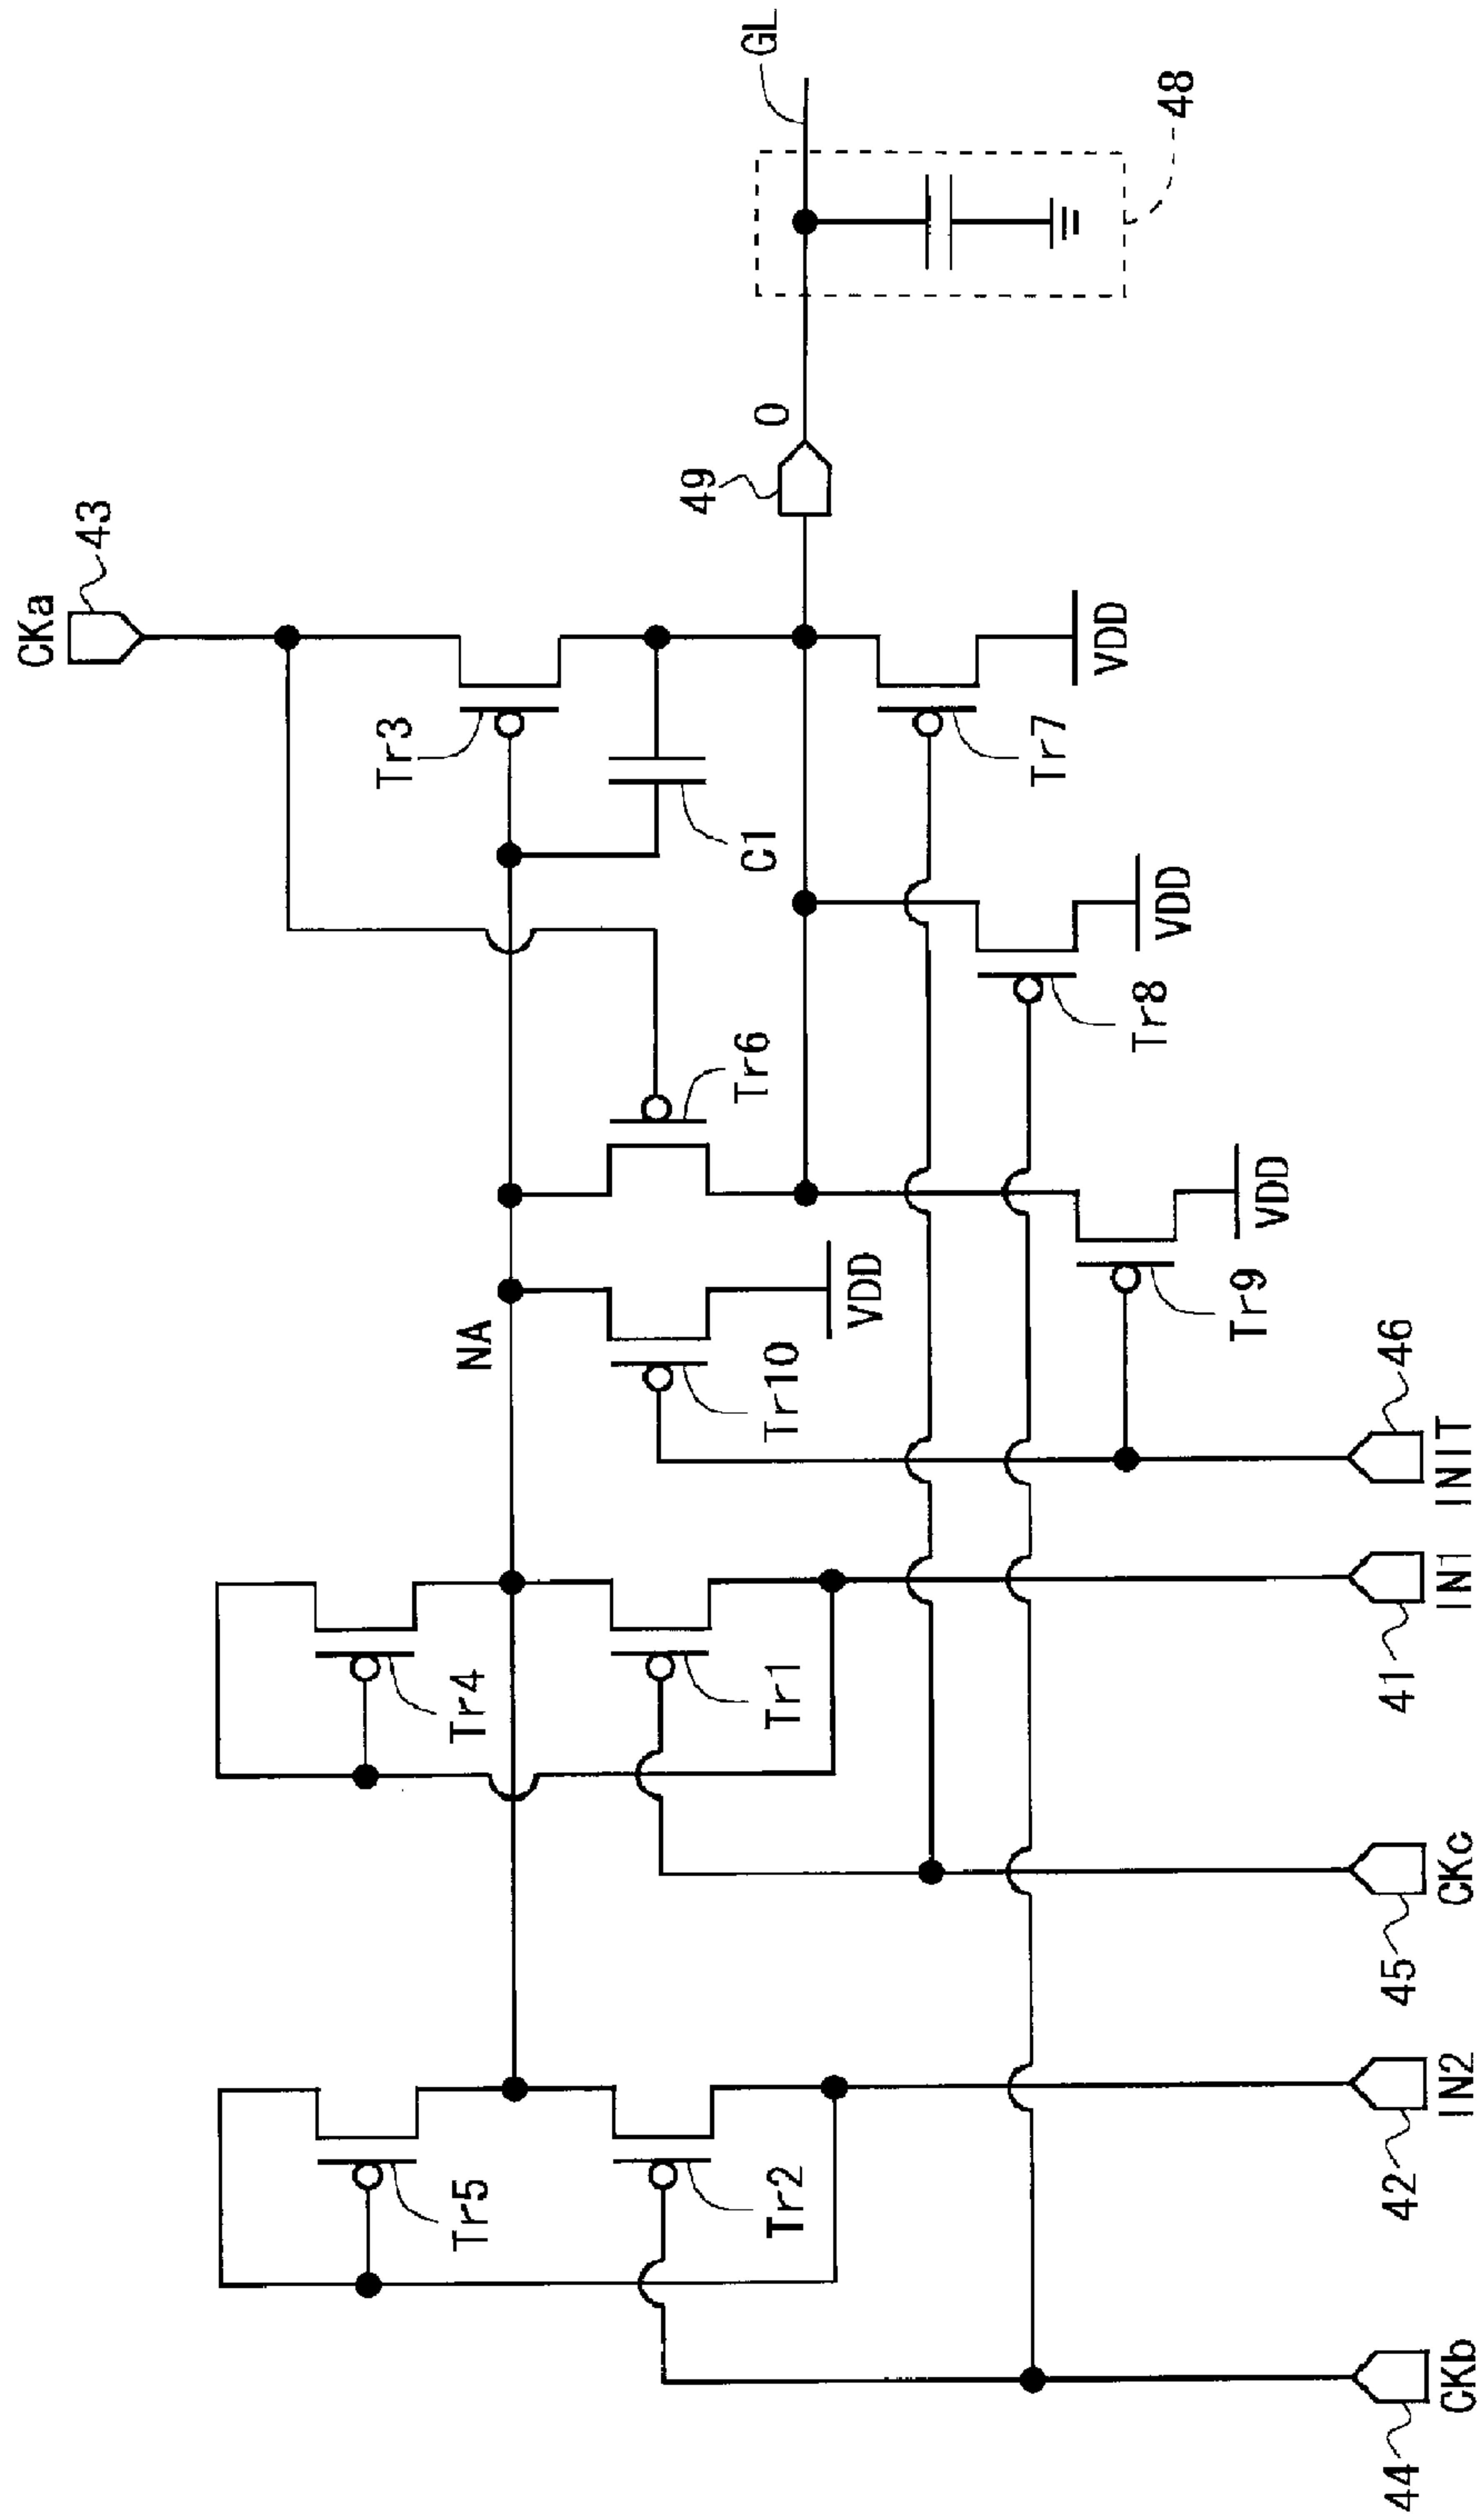 CKa
43
GL
48
O
49
Tr3
C1
Tr7
VDD
Tr6
Tr8
VDD
NA
Tr10
VDD
Tr9
VDD
46
INIT
Tr4
Tr1
41
IN1
45
CKc
Tr5
Tr2
42
IN2
44
CKb